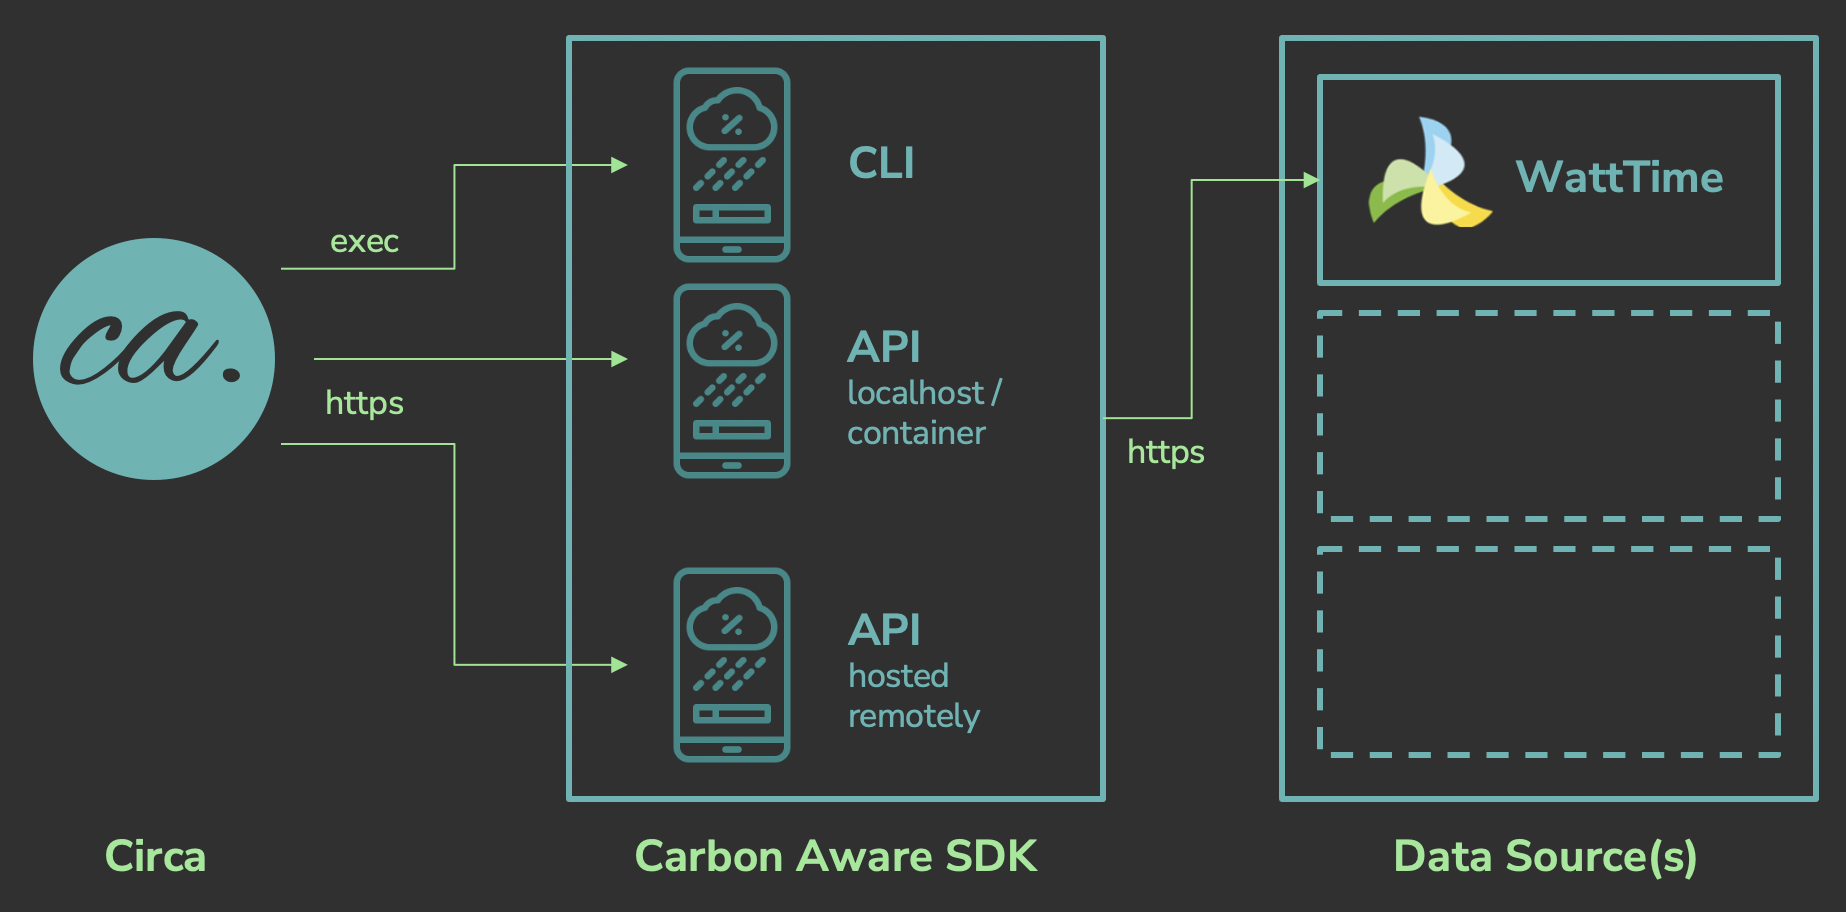 ca.
exec
https
CLI
API
localhost /
container
API
hosted
remotely
https
WattTime
Circa
Carbon Aware SDK
Data Source(s)